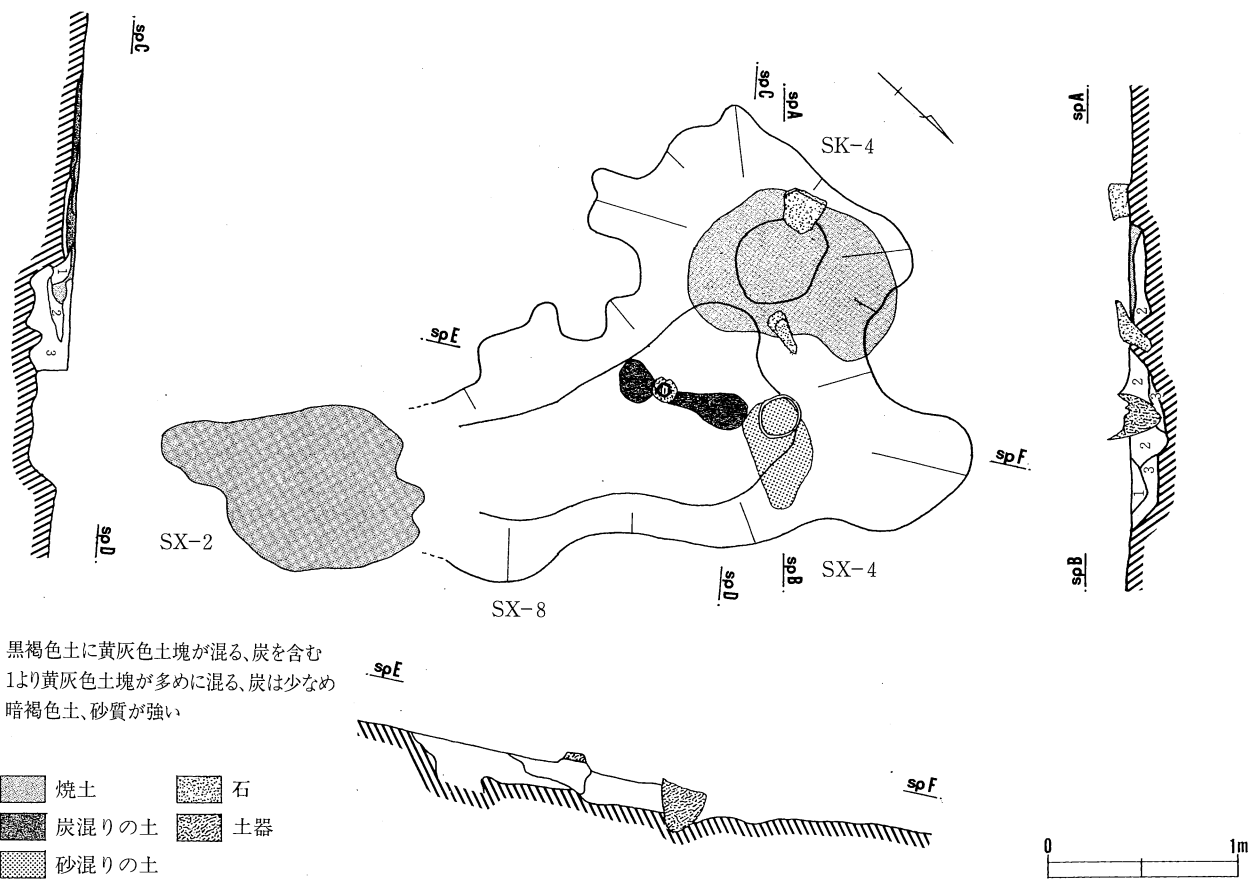 spC
spC
spA
SK-4
spA
spE
spF
SX-2
spD
SX-8
spD
spB
SX-4
spB
1
2
3
2
2
2
3
1
黒褐色土に黄灰色土塊が混る、炭を含む
1より黄灰色土塊が多めに混る、炭は少なめ
暗褐色土、砂質が強い
spE
spF
焼土
石
炭混りの土
土器
砂混りの土
0
1m